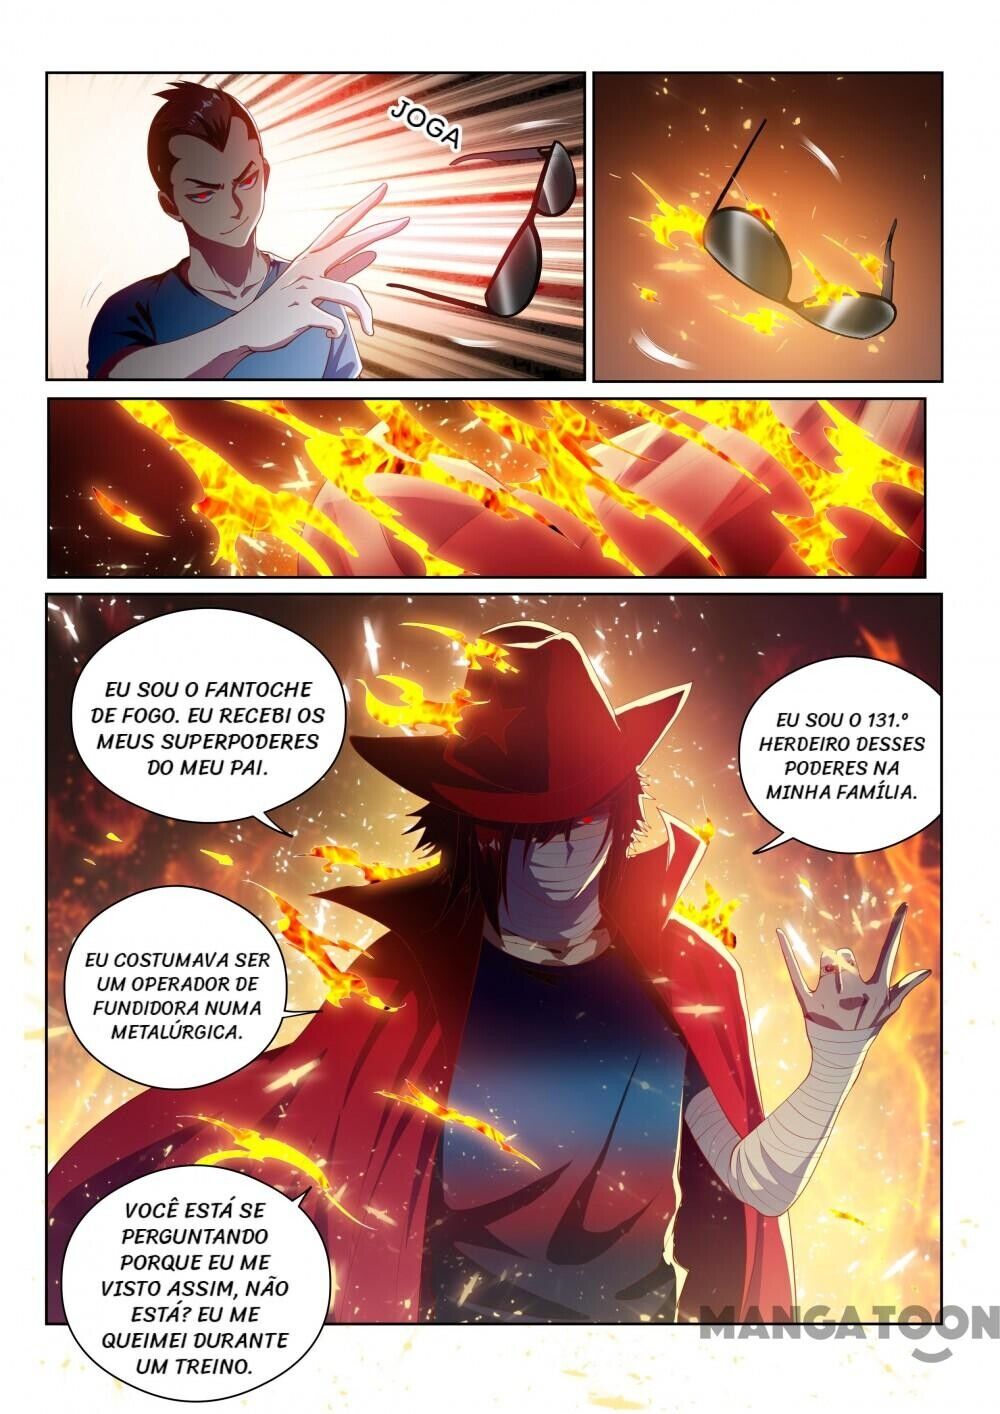 JOGA
EU SOU O FANTOCHE
DE FOGO. EU RECEBI OS
MEUS SUPERPODERES
DO MEU PAI.
EU SOU O 131.º
HERDEIRO DESSES
PODERES NA
MINHA FAMÍLIA.
EU COSTUMAVA SER
UM OPERADOR DE
FUNDIDORA NUMA
METALÚRGICA.
VOCÊ ESTÁ SE
PERGUNTANDO
PORQUE EU ME
VISTO ASSIM, NÃO
ESTÁ? EU ME
QUEIMEI DURANTE
UM TREINO.
MANGATOON